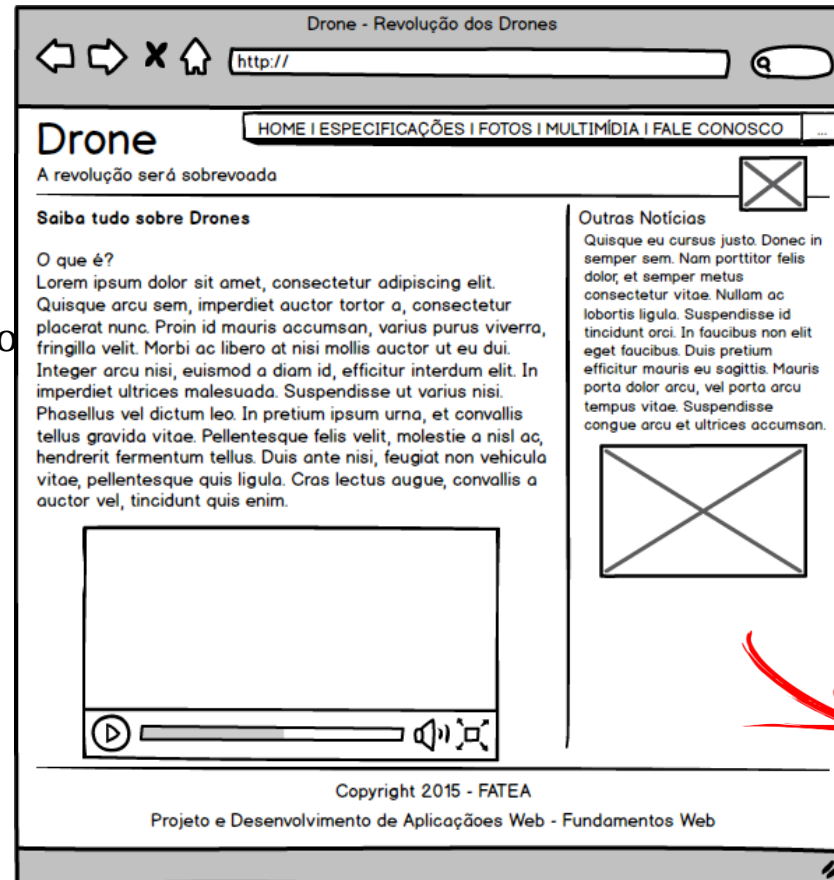 Drone - Revolução dos Drones
http://
HOME I ESPECIFICAÇÕES I FOTOS I MULTIMÍDIA I FALE CONOSCO
...
Drone
A revolução será sobrevoada
Saiba tudo sobre Drones
O que é?
Lorem ipsum dolor sit amet, consectetur adipiscing elit.
Quisque arcu sem, imperdiet auctor tortor a, consectetur
placerat nunc. Proin id mauris accumsan, varius purus viverra,
fringilla velit. Morbi ac libero at nisi mollis auctor ut eu dui.
Integer arcu nisi, euismod a diam id, efficitur interdum elit. In
imperdiet ultrices malesuada. Suspendisse ut varius nisi.
Phasellus vel dictum leo. In pretium ipsum urna, et convallis
tellus gravida vitae. Pellentesque felis velit, molestie a nisl ac,
hendrerit fermentum tellus. Duis ante nisi, feugiat non vehicula
vitae, pellentesque quis ligula. Cras lectus augue, convallis a
auctor vel, tincidunt quis enim.
Outras Notícias
Quisque eu cursus justo. Donec in
semper sem. Nam porttitor felis
dolor, et semper metus
consectetur vitae. Nullam ac
lobortis ligula. Suspendisse id
tincidunt orci. In faucibus non elit
eget faucibus. Duis pretium
efficitur mauris eu sagittis. Mauris
porta dolor arcu, vel porta arcu
tempus vitae. Suspendisse
congue arcu et ultrices accumsan.
Copyright 2015 - FATEA
Projeto e Desenvolvimento de Aplicaçãoes Web - Fundamentos Web